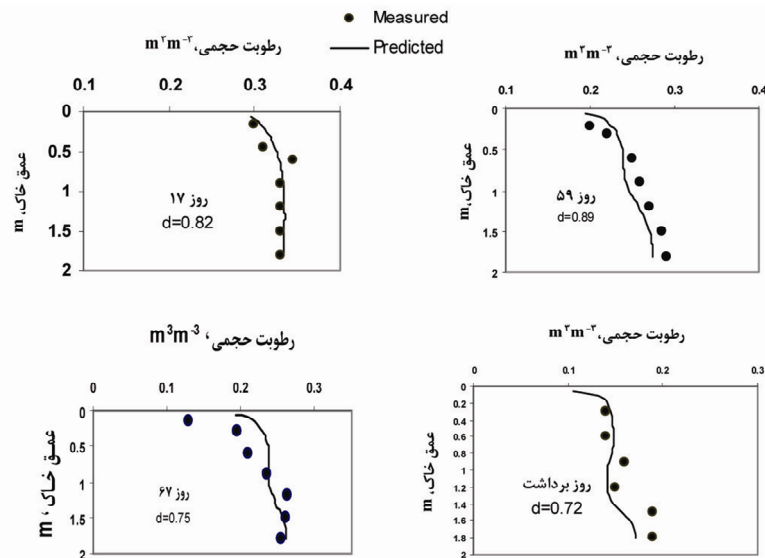 Measured
Predicted
رطوبت حجمی، m³m⁻³
0.1 0.2 0.3 0.4
0
0.5
1
1.5
2
عمق خاک، m
روز ۱۷
d=0.82
رطوبت حجمی، m³m⁻³
0.1 0.2 0.3 0.4
0
0.5
1
1.5
2
عمق خاک، m
روز ۵۹
d=0.89
رطوبت حجمی، m³m⁻³
0 0.1 0.2 0.3
0
0.5
1
1.5
2
عمق خاک، m
روز ۶۷
d=0.75
رطوبت حجمی، m³m⁻³
0 0.1 0.2 0.3
0
0.2
0.4
0.6
0.8
1
1.2
1.4
1.6
1.8
2
عمق خاک، m
روز برداشت
d=0.72